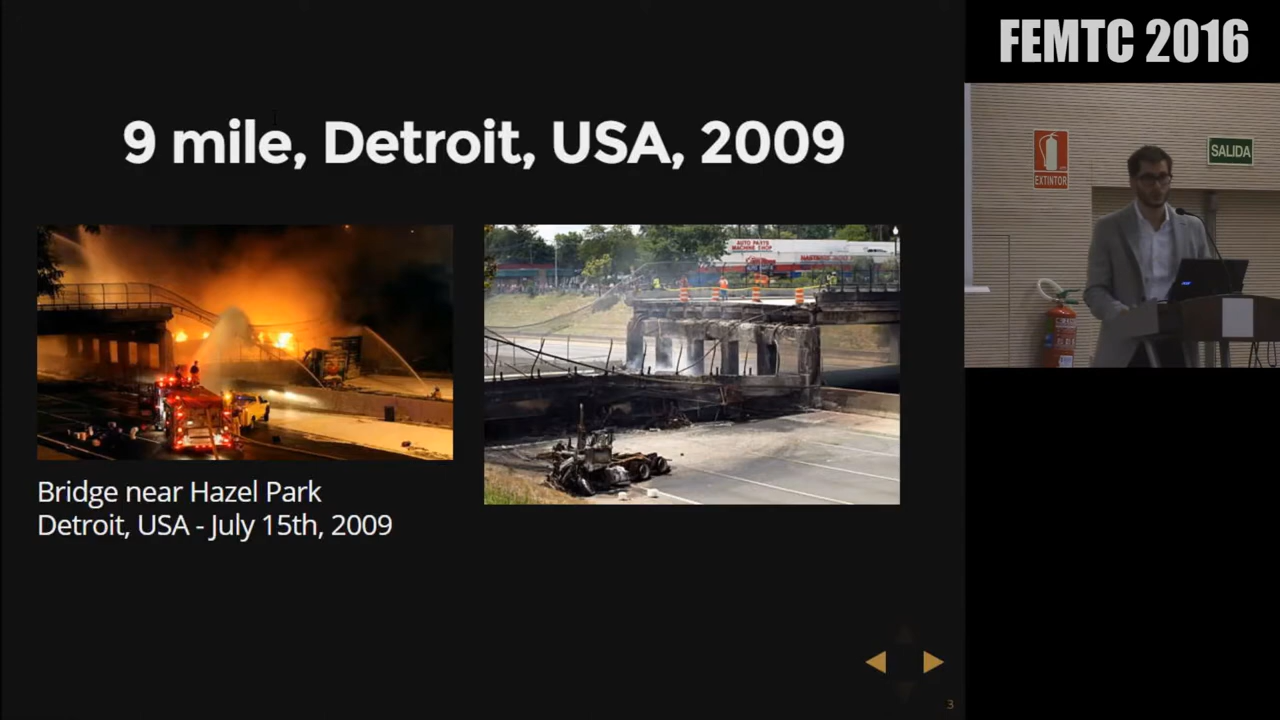 9 mile, Detroit, USA, 2009
AUTO PARTS
MACHINE SHOP
Bridge near Hazel Park
Detroit, USA - July 15th, 2009
3
FEMTC 2016
EXTINTOR
SALIDA